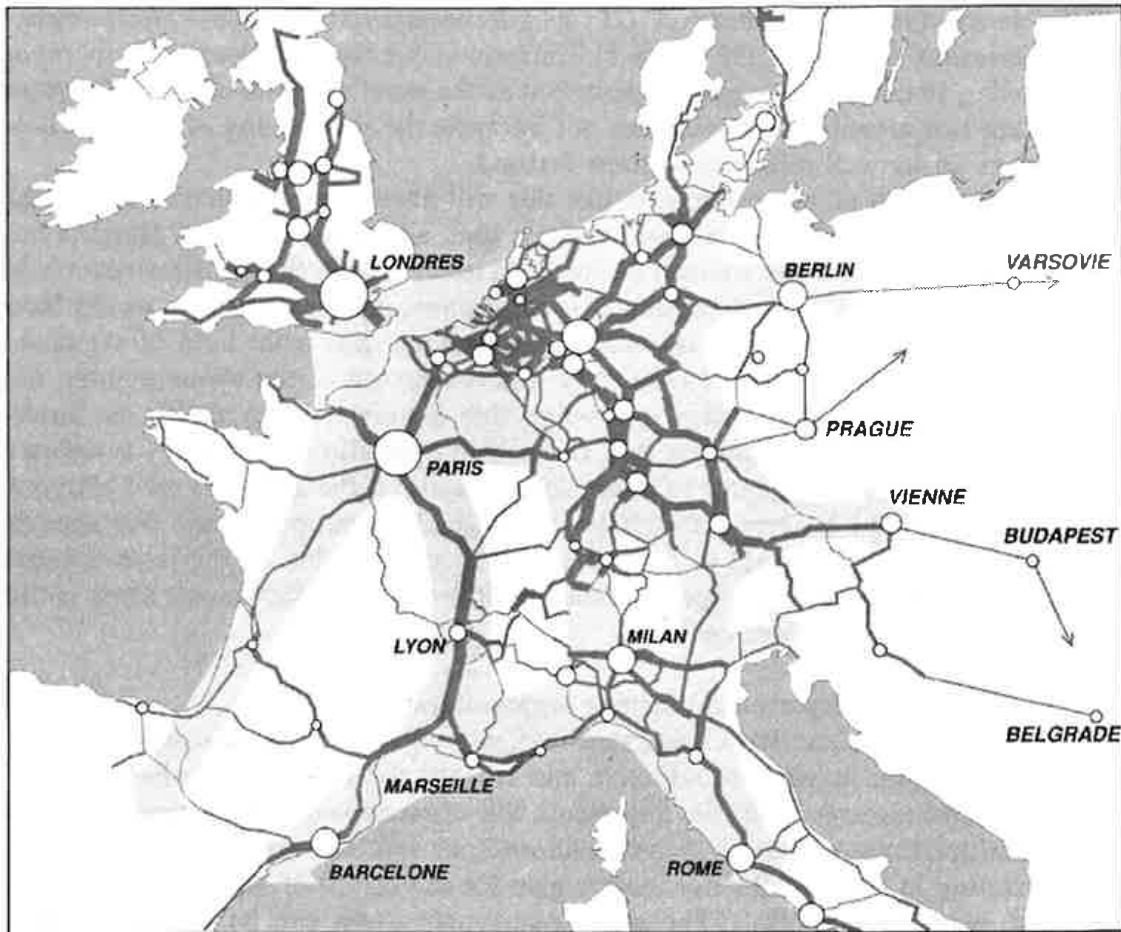 LONDRES
BERLIN
VARSOVIE
PRAGUE
PARIS
VIENNE
BUDAPEST
LYON
MILAN
BELGRADE
MARSEILLE
BARCELONE
ROME